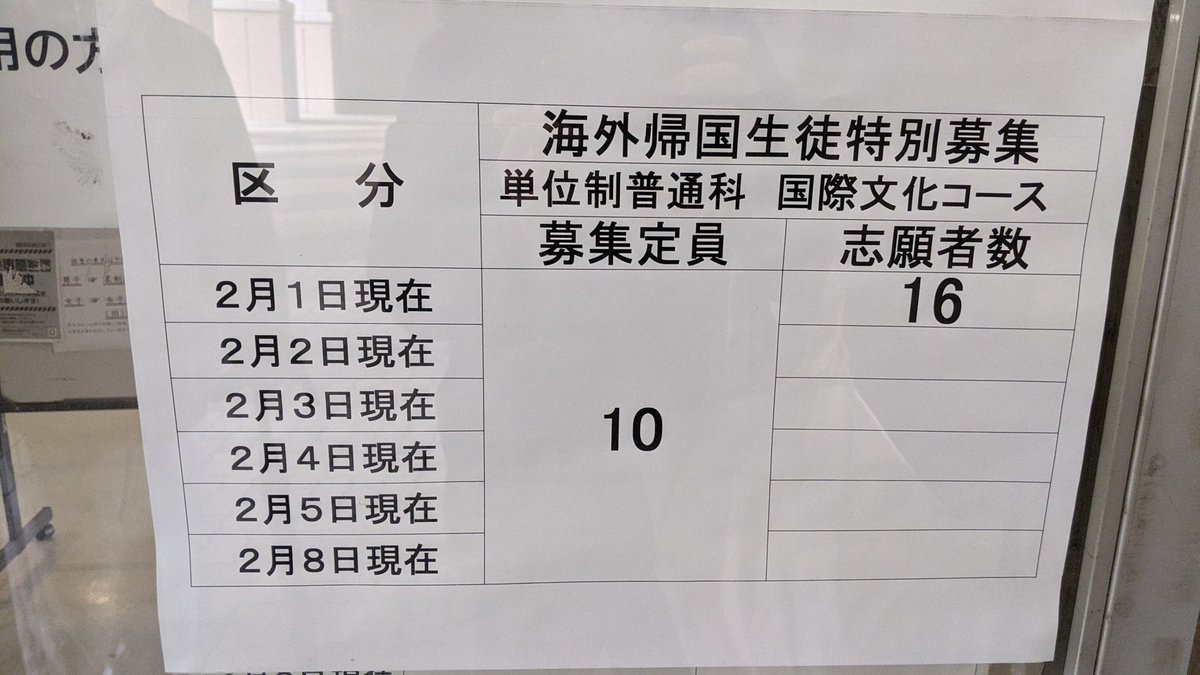 用の方
海外帰国生徒特別募集
区 分
単位制普通科 国際文化コース
募集定員 志願者数
2月1日現在 16
2月2日現在
2月3日現在
10
2月4日現在
2月5日現在
2月8日現在